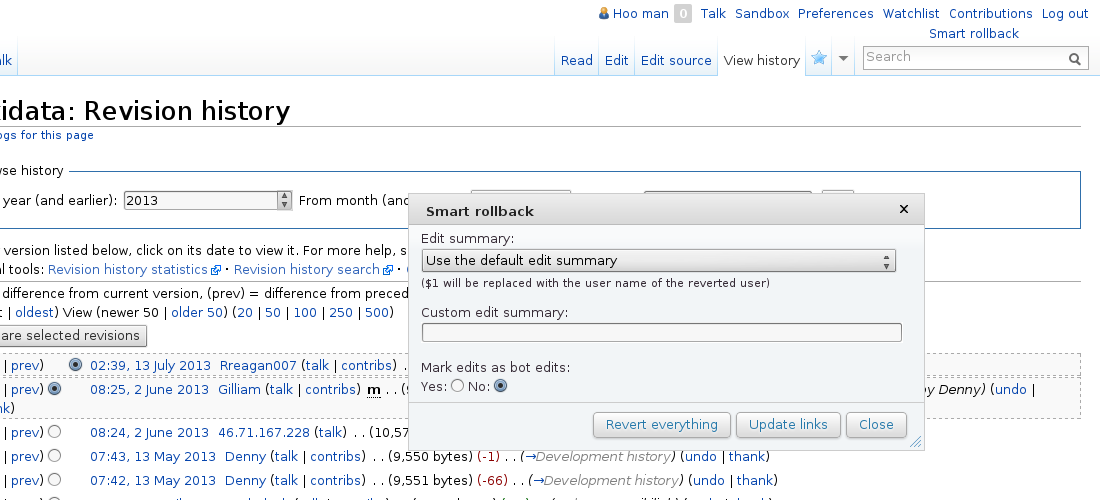 Hoo man 0 Talk Sandbox Preferences Watchlist Contributions Log out
Smart rollback
lk Read Edit Edit source View history Search
idata: Revision history
ogs for this page
se history
year (and earlier): 2013 From month (and
version listed below, click on its date to view it. For more help, s
l tools: Revision history statistics · Revision history search ·
difference from current version, (prev) = difference from preced
t | oldest) View (newer 50 | older 50) (20 | 50 | 100 | 250 | 500)
are selected revisions
| prev) 02:39, 13 July 2013 Rreagan007 (talk | contribs) .
| prev) 08:25, 2 June 2013 Gilliam (talk | contribs) m . . (9 by Denny) (undo |
nk)
| prev) 08:24, 2 June 2013 46.71.167.228 (talk) . . (10,57
| prev) 07:43, 13 May 2013 Denny (talk | contribs) . . (9,550 bytes) (-1) . . (→Development history) (undo | thank)
| prev) 07:42, 13 May 2013 Denny (talk | contribs) . . (9,551 bytes) (-66) . . (→Development history) (undo | thank)
Smart rollback
Edit summary:
Use the default edit summary
($1 will be replaced with the user name of the reverted user)
Custom edit summary:
Mark edits as bot edits:
Yes: No:
Revert everything Update links Close